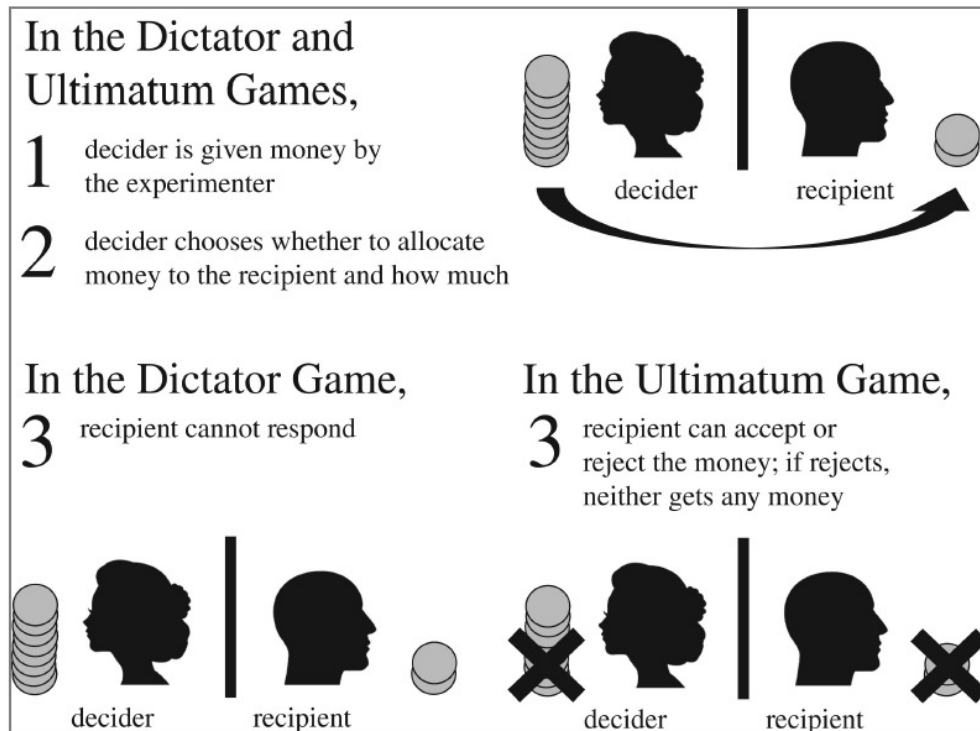 In the Dictator and
Ultimatum Games,
1 decider is given money by
the experimenter
2 decider chooses whether to allocate
money to the recipient and how much
decider recipient
In the Dictator Game,
3 recipient cannot respond
decider recipient
In the Ultimatum Game,
3 recipient can accept or
reject the money; if rejects,
neither gets any money
decider recipient